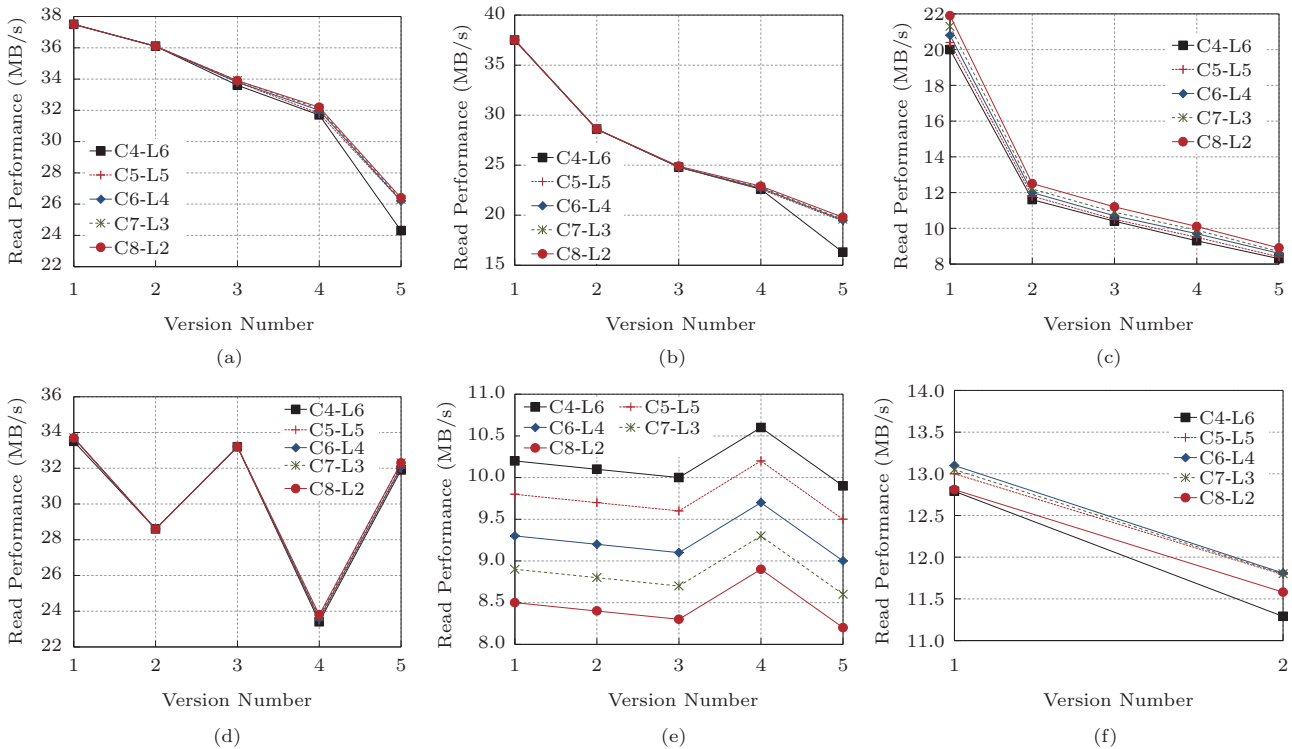 Read Performance (MB/s)
38
36
34
32
30
28
26
24
22
C4-L6
C5-L5
C6-L4
C7-L3
C8-L2
1 2 3 4 5
Version Number
(a)
Read Performance (MB/s)
40
35
30
25
20
15
C4-L6
C5-L5
C6-L4
C7-L3
C8-L2
1 2 3 4 5
Version Number
(b)
Read Performance (MB/s)
22
20
18
16
14
12
10
8
C4-L6
C5-L5
C6-L4
C7-L3
C8-L2
1 2 3 4 5
Version Number
(c)
Read Performance (MB/s)
36
34
32
30
28
26
24
22
C4-L6
C5-L5
C6-L4
C7-L3
C8-L2
1 2 3 4 5
Version Number
(d)
Read Performance (MB/s)
11.0
10.5
10.0
9.5
9.0
8.5
8.0
C4-L6 C5-L5
C6-L4 C7-L3
C8-L2
1 2 3 4 5
Version Number
(e)
Read Performance (MB/s)
14.0
13.5
13.0
12.5
12.0
11.5
11.0
C4-L6
C5-L5
C6-L4
C7-L3
C8-L2
1 2
Version Number
(f)